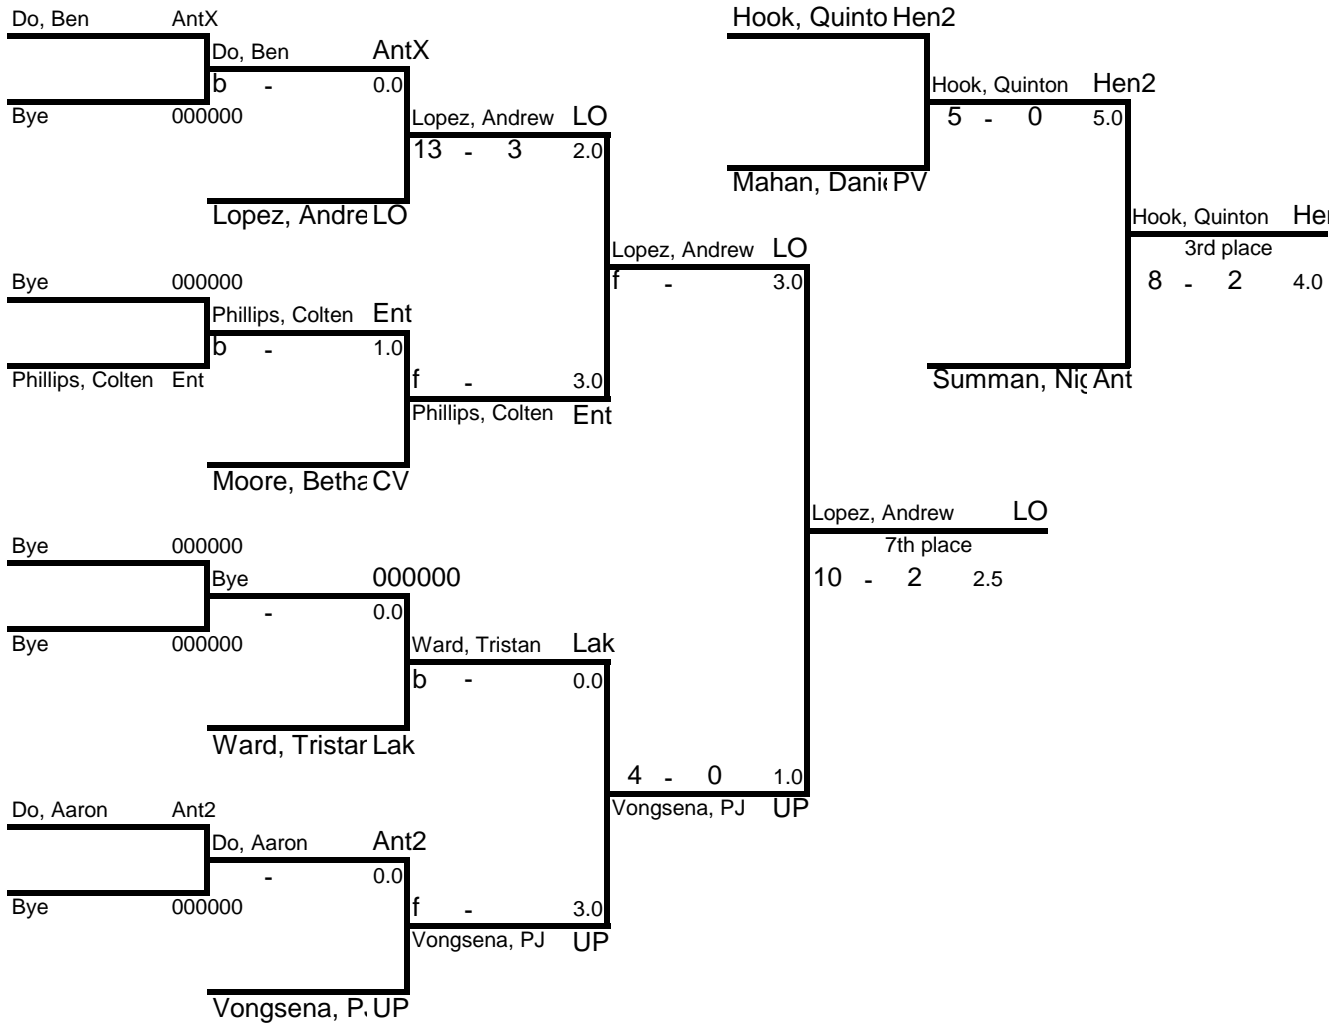 Do, Ben AntX
Do, Ben AntX
b - 0.0
Bye 000000
Lopez, Andrew LO
13 - 3 2.0
Lopez, Andre LO
Lopez, Andrew LO
f - 3.0
Bye 000000
Phillips, Colten Ent
b - 1.0
Phillips, Colten Ent
f - 3.0
Phillips, Colten Ent
Moore, Betha CV
Lopez, Andrew LO
7th place
10 - 2 2.5
Bye 000000
Bye 000000
- 0.0
Bye 000000
Ward, Tristan Lak
b - 0.0
Ward, Tristar Lak
4 - 0 1.0
Vongsena, PJ UP
Do, Aaron Ant2
Do, Aaron Ant2
- 0.0
Bye 000000
f - 3.0
Vongsena, PJ UP
Vongsena, P. UP
Hook, Quinto Hen2
Hook, Quinton Hen2
5 - 0 5.0
Mahan, Dani PV
Hook, Quinton Hen
3rd place
8 - 2 4.0
Summan, Nig Ant